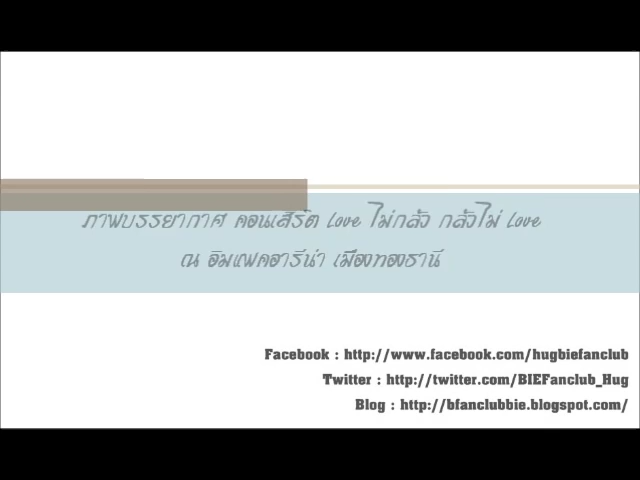 ภาพบรรยากาศ คอนเสิร์ต Love ไม่กลัว กลัวไม่ Love
ณ อิมแพคอารีน่า เมืองทองธานี
Facebook : http://www.facebook.com/hugbiefanclub
Twitter : http://twitter.com/BIEFanclub_Hug
Blog : http://bfanclubbie.blogspot.com/